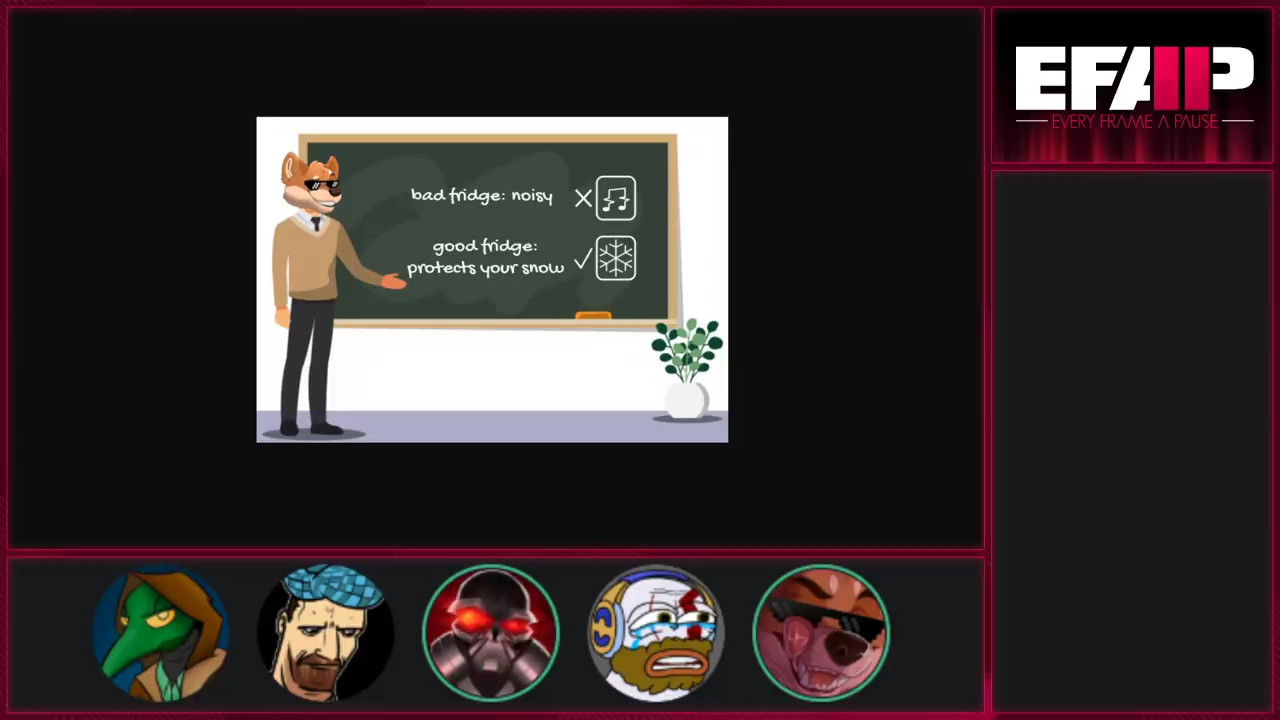 EFAP
EVERY FRAME A PAUSE
bad fridge: noisy
good fridge:
protects your snow